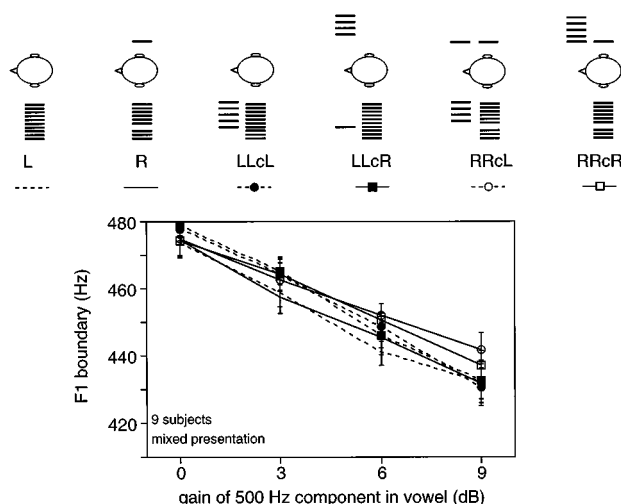 L R LLcL LLcR RRcL RRcR
480
460
440
420
F1 boundary (Hz)
9 subjects
mixed presentation
0 3 6 9
gain of 500 Hz component in vowel (dB)